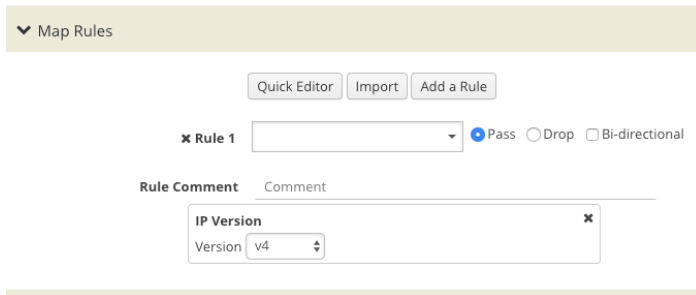 Map Rules
Quick Editor Import Add a Rule
Rule 1 Pass Drop Bi-directional
Rule Comment Comment
IP Version
Version v4